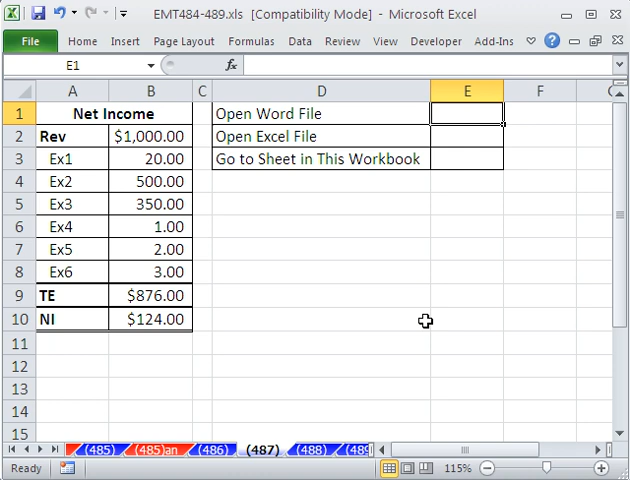 EMT484-489.xls [Compatibility Mode] - Microsoft Excel
File Home Insert Page Layout Formulas Data Review View Developer Add-Ins
E1 fx
A B C D E F
1 Net Income Open Word File
2 Rev $1,000.00 Open Excel File
3 Ex1 20.00 Go to Sheet in This Workbook
4 Ex2 500.00
5 Ex3 350.00
6 Ex4 1.00
7 Ex5 2.00
8 Ex6 3.00
9 TE $876.00
10 NI $124.00
11
12
13
14
15
(485) (485)an (486) (487) (488)
Ready 115%